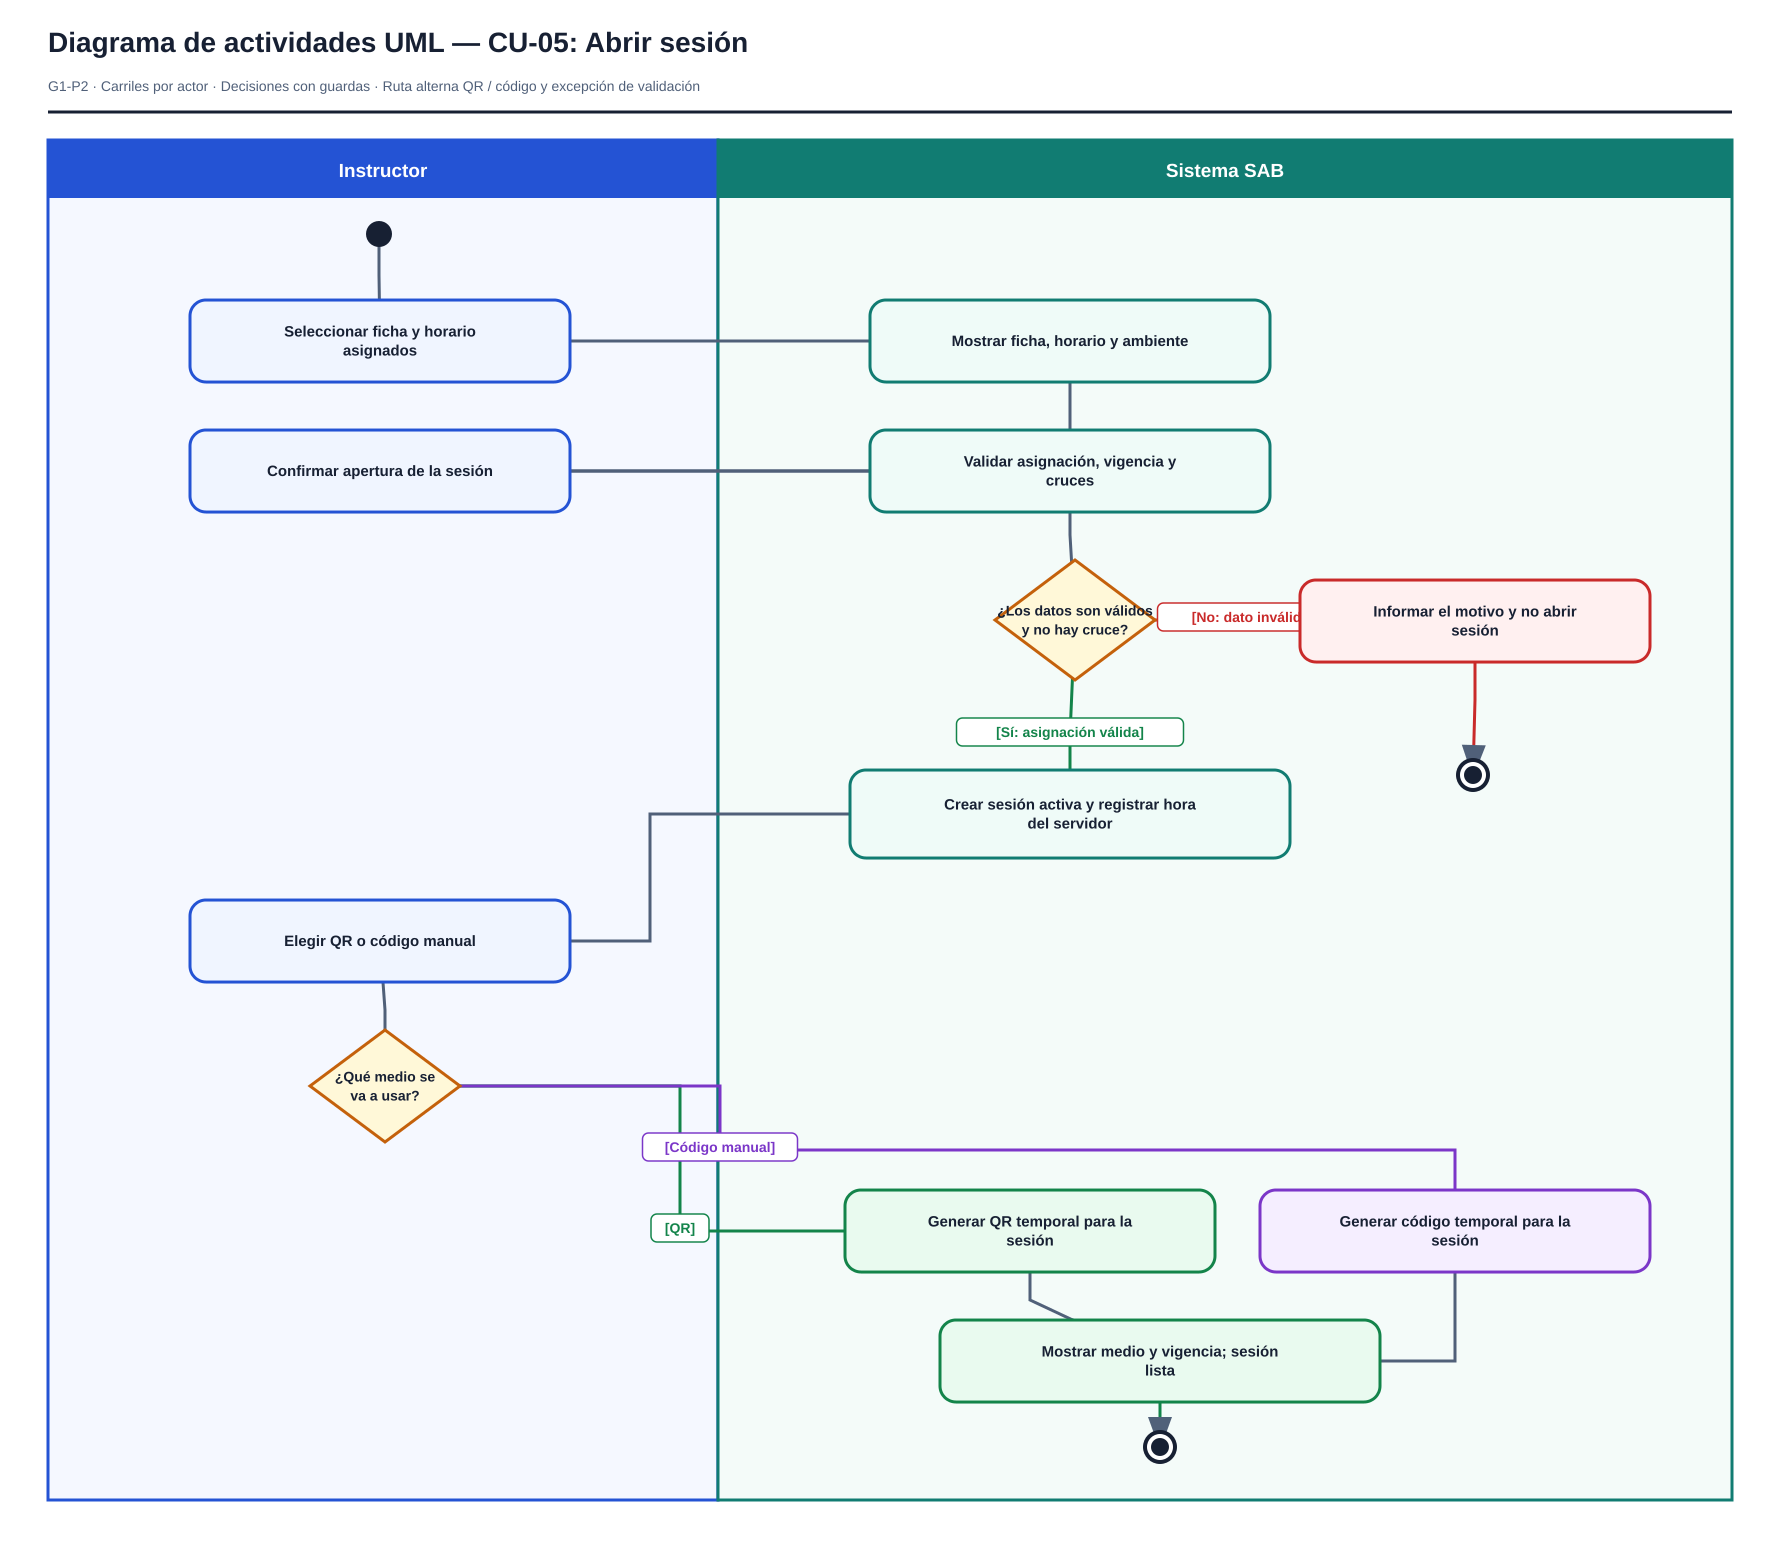 Diagrama de actividades UML — CU-05: Abrir sesión
G1-P2 · Carriles por actor · Decisiones con guardas · Ruta alterna QR / código y excepción de validación
Instructor
Sistema SAB
Seleccionar ficha y horario
asignados
Mostrar ficha, horario y ambiente
Confirmar apertura de la sesión
Validar asignación, vigencia y
cruces
¿Los datos son válidos
y no hay cruce?
[No: dato inválid
Informar el motivo y no abrir
sesión
[Sí: asignación válida]
Crear sesión activa y registrar hora
del servidor
Elegir QR o código manual
¿Qué medio se
va a usar?
[Código manual]
[QR]
Generar QR temporal para la
sesión
Generar código temporal para la
sesión
Mostrar medio y vigencia; sesión
lista